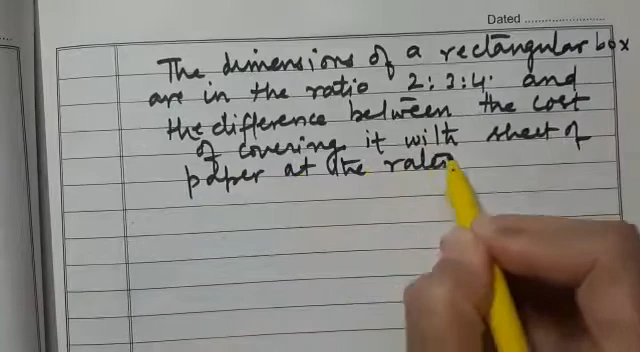 Dated ........................
The dimensions of a rectangular box
are in the ratio 2:3:4. and
the difference between the cost
of covering it with sheet of
paper at the rates